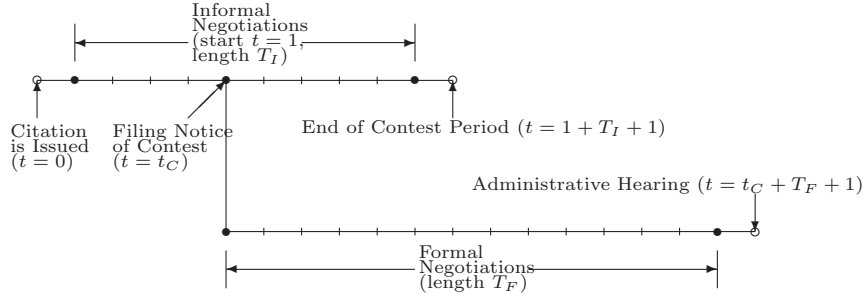 Informal
Negotiations
(start t = 1,
length T_I)
Citation
is Issued
(t = 0)
Filing Notice
of Contest
(t = t_C)
End of Contest Period (t = 1 + T_I + 1)
Administrative Hearing (t = t_C + T_F + 1)
Formal
Negotiations
(length T_F)